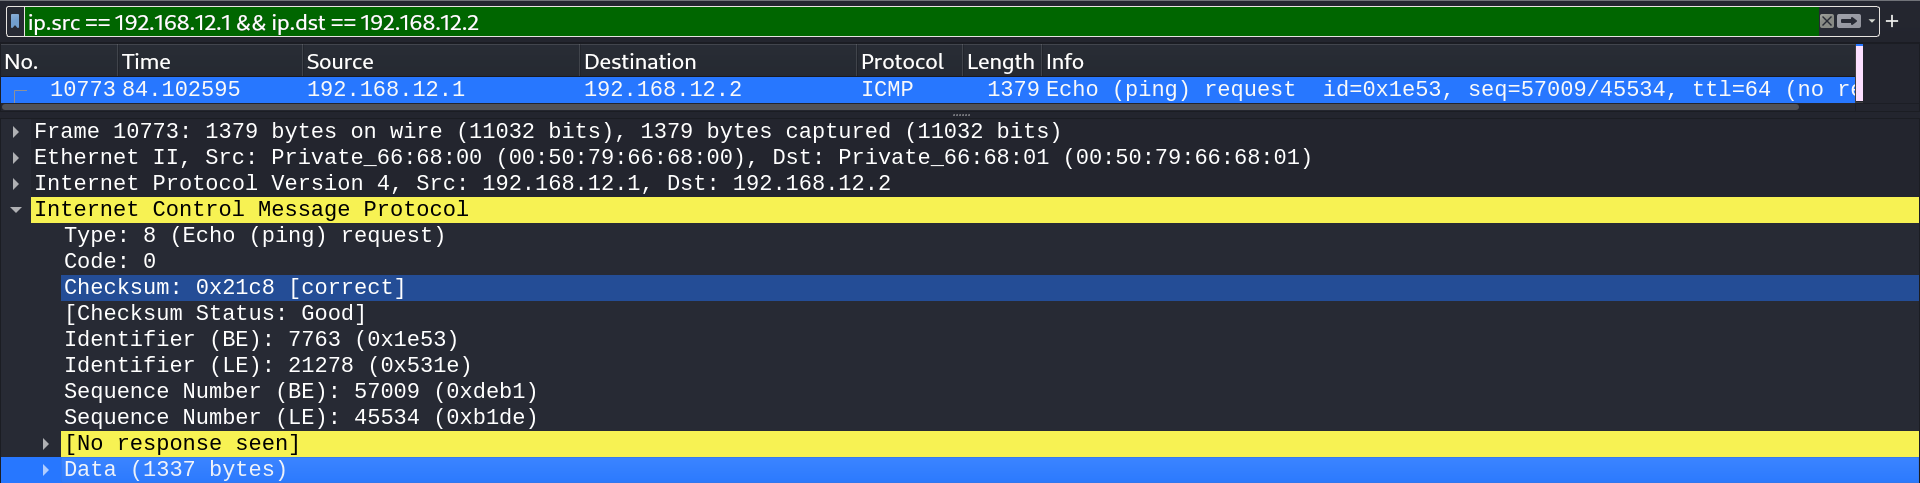 ip.src == 192.168.12.1 && ip.dst == 192.168.12.2
No. Time Source Destination Protocol Length Info
10773 84.102595 192.168.12.1 192.168.12.2 ICMP 1379 Echo (ping) request id=0x1e53, seq=57009/45534, ttl=64 (no re
Frame 10773: 1379 bytes on wire (11032 bits), 1379 bytes captured (11032 bits)
Ethernet II, Src: Private_66:68:00 (00:50:79:66:68:00), Dst: Private_66:68:01 (00:50:79:66:68:01)
Internet Protocol Version 4, Src: 192.168.12.1, Dst: 192.168.12.2
Internet Control Message Protocol
Type: 8 (Echo (ping) request)
Code: 0
Checksum: 0x21c8 [correct]
[Checksum Status: Good]
Identifier (BE): 7763 (0x1e53)
Identifier (LE): 21278 (0x531e)
Sequence Number (BE): 57009 (0xdeb1)
Sequence Number (LE): 45534 (0xb1de)
[No response seen]
Data (1337 bytes)